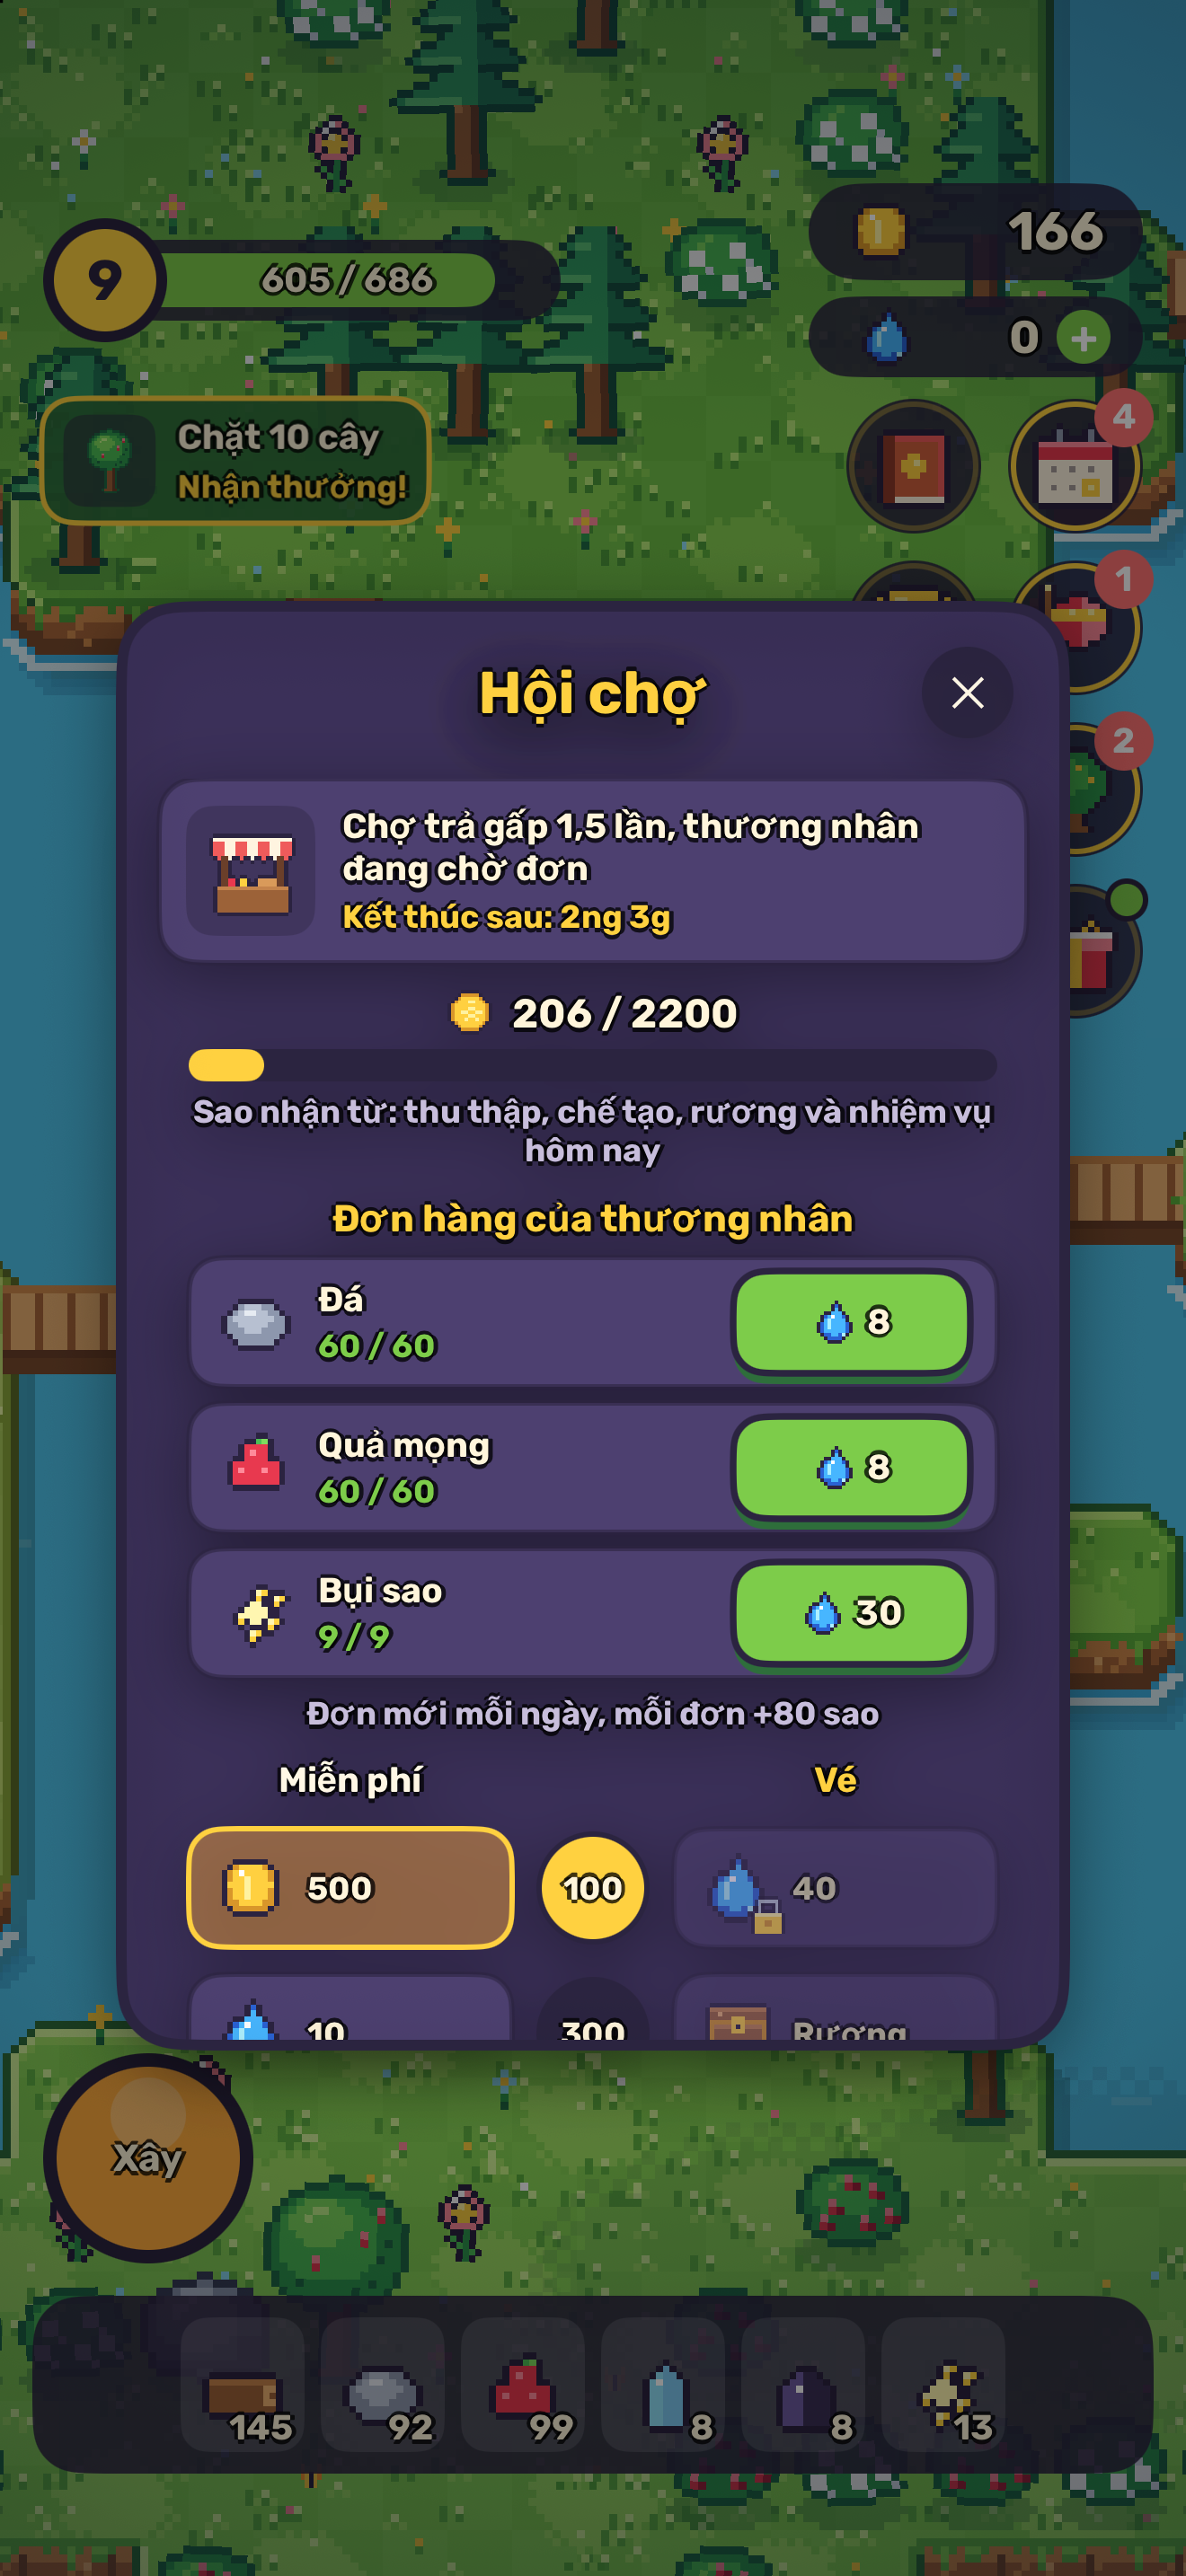 9
605 / 686
166
0
+
Chặt 10 cây
Nhận thưởng!
4
1
2
Hội chợ
Chợ trả gấp 1,5 lần, thương nhân
đang chờ đơn
Kết thúc sau: 2ng 3g
206 / 2200
Sao nhận từ: thu thập, chế tạo, rương và nhiệm vụ
hôm nay
Đơn hàng của thương nhân
Đá
60 / 60
8
Quả mọng
60 / 60
8
Bụi sao
9 / 9
30
Đơn mới mỗi ngày, mỗi đơn +80 sao
Miễn phí
Vé
500
100
40
10
300
Rương
Xây
145
92
99
8
8
13